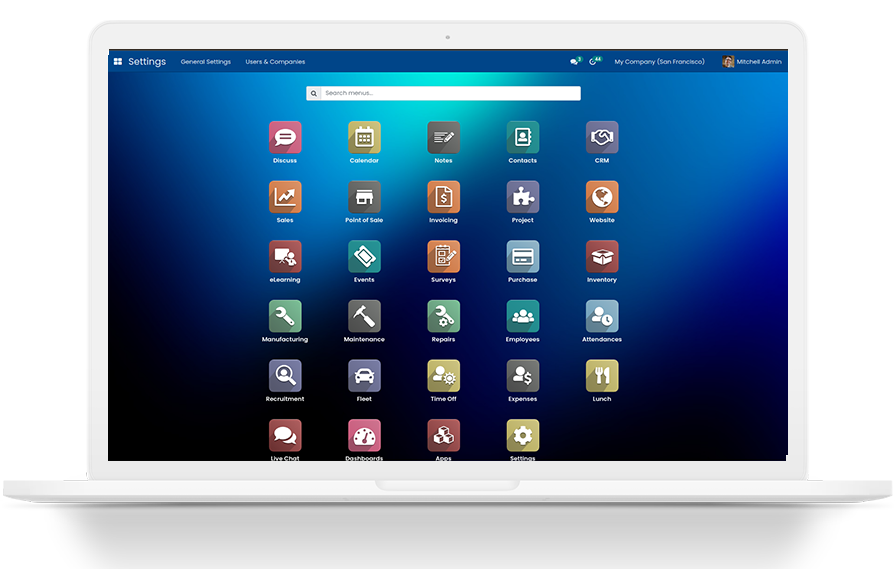 Settings General Settings Users & Companies 3 44 My Company (San Francisco) Mitchell Admin
Search menus...
Discuss Calendar Notes Contacts CRM
Sales Point of Sale Invoicing Project Website
eLearning Events Surveys Purchase Inventory
Manufacturing Maintenance Repairs Employees Attendances
Recruitment Fleet Time Off Expenses Lunch
Live Chat Dashboards Apps Settings